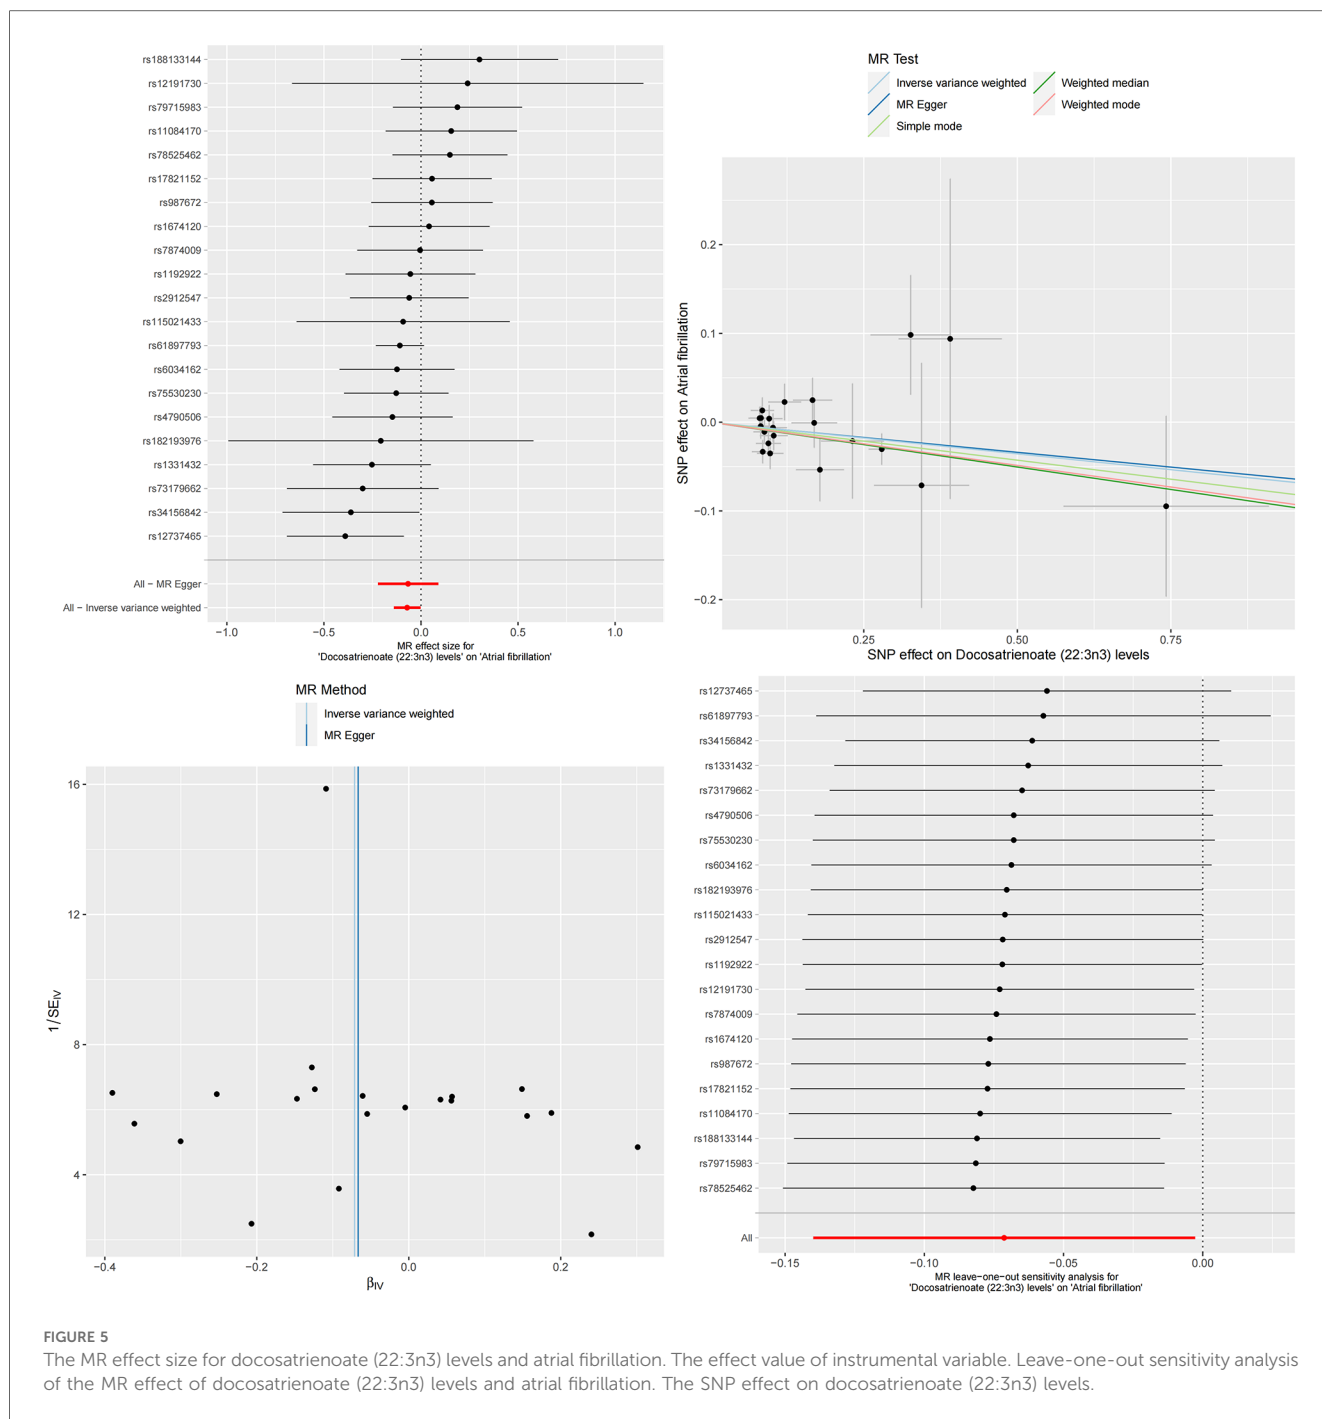 rs188133144
rs12191730
rs79715983
rs11084170
rs78525462
rs17821152
rs987672
rs1674120
rs7874009
rs1192922
rs2912547
rs115021433
rs61897793
rs6034162
rs75530230
rs4790506
rs182193976
rs1331432
rs73179662
rs34156842
rs12737465
All − MR Egger
All − Inverse variance weighted
−1.0 −0.5 0.0 0.5 1.0
MR effect size for
'Docosatrienoate (22:3n3) levels' on 'Atrial fibrillation'
MR Test
Inverse variance weighted Weighted median
MR Egger Weighted mode
Simple mode
SNP effect on Atrial fibrillation
0.2
0.1
0.0
−0.1
−0.2
0.25 0.50 0.75
SNP effect on Docosatrienoate (22:3n3) levels
MR Method
Inverse variance weighted
MR Egger
1/SEIV
16
12
8
4
−0.4 −0.2 0.0 0.2
βIV
rs12737465
rs61897793
rs34156842
rs1331432
rs73179662
rs4790506
rs75530230
rs6034162
rs182193976
rs115021433
rs2912547
rs1192922
rs12191730
rs7874009
rs1674120
rs987672
rs17821152
rs11084170
rs188133144
rs79715983
rs78525462
All
−0.15 −0.10 −0.05 0.00
MR leave−one−out sensitivity analysis for
'Docosatrienoate (22:3n3) levels' on 'Atrial fibrillation'
FIGURE 5
The MR effect size for docosatrienoate (22:3n3) levels and atrial fibrillation. The effect value of instrumental variable. Leave-one-out sensitivity analysis
of the MR effect of docosatrienoate (22:3n3) levels and atrial fibrillation. The SNP effect on docosatrienoate (22:3n3) levels.